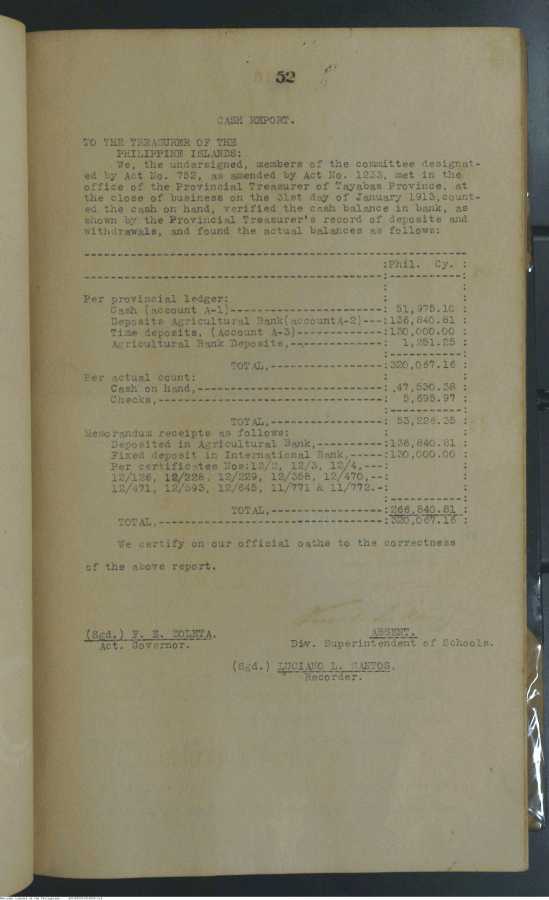 52
CASH REPORT.
TO THE TREASURER OF THE
PHILIPPINE ISLANDS:
We, the undersigned, members of the committee designat-
ed by Act No. 752, as amended by Act No. 1233, met in the
office of the Provincial Treasurer of Tayabas Province, at
the close of business on the 31st day of January 1913,count-
ed the cash on hand, verified the cash balance in bank, as
shown by the Provincial Treasurer's record of deposits and
withdrawals, and found the actual balances as follows:
:Phil. Cy. :
Per provincial ledger:
Cash (account A-1)----------------------: 51,975.10 :
Deposits Agricultural Bank(accountA-2)---:136,840.81 :
Time deposits, (Account A-3)-------------:130,000.00 :
Agricultural Bank Deposits,--------------: 1,251.25 :
TOTAL,----------------:320,067.16 :
Per actual count:
Cash on hand,---------------------------: 47,530.38 :
Checks,---------------------------------: 5,695.97 :
TOTAL,----------------: 53,226.35 :
Memorandum receipts as follows:
Deposited in Agricultural Bank,----------:136,840.81 :
Fixed deposit in International Bank,-----:130,000.00 :
Per certificates Nos:12/2, 12/3, 12/4,---:
12/126, 12/228, 12/229, 12/358, 12/470,--:
12/471, 12/593, 12/645, 11/771 & 11/772.-:
TOTAL,----------------:266,840.81 :
TOTAL,---------------------------------:320,067.16 :
We certify on our official oaths to the correctness
of the above report.
(Sgd.) F. Z. ZOLETA.
Act. Governor.
ABSENT.
Div. Superintendent of Schools.
(Sgd.) LUCIANO L. SANTOS.
Recorder.